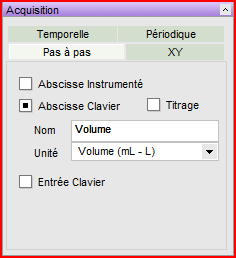 Acquisition
Temporelle Périodique
Pas à pas XY
Abscisse Instrumenté
Abscisse Clavier Titrage
Nom Volume
Unité Volume (mL - L)
Entrée Clavier